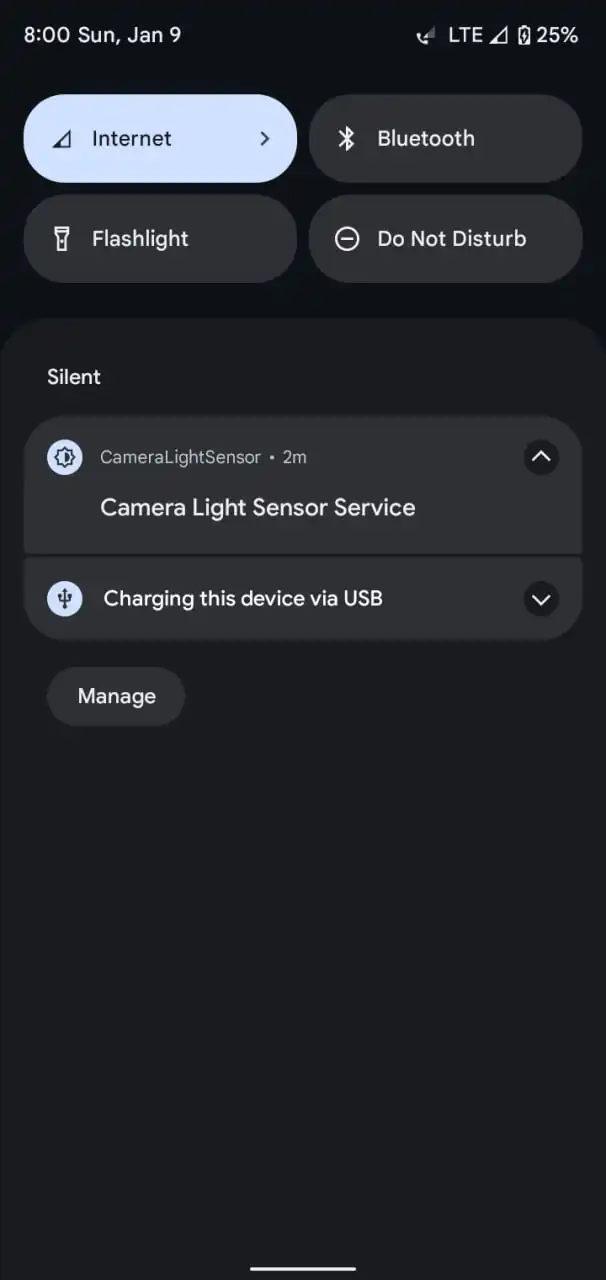 8:00 Sun, Jan 9 LTE 25%
Internet Bluetooth
Flashlight Do Not Disturb
Silent
CameraLightSensor • 2m
Camera Light Sensor Service
Charging this device via USB
Manage